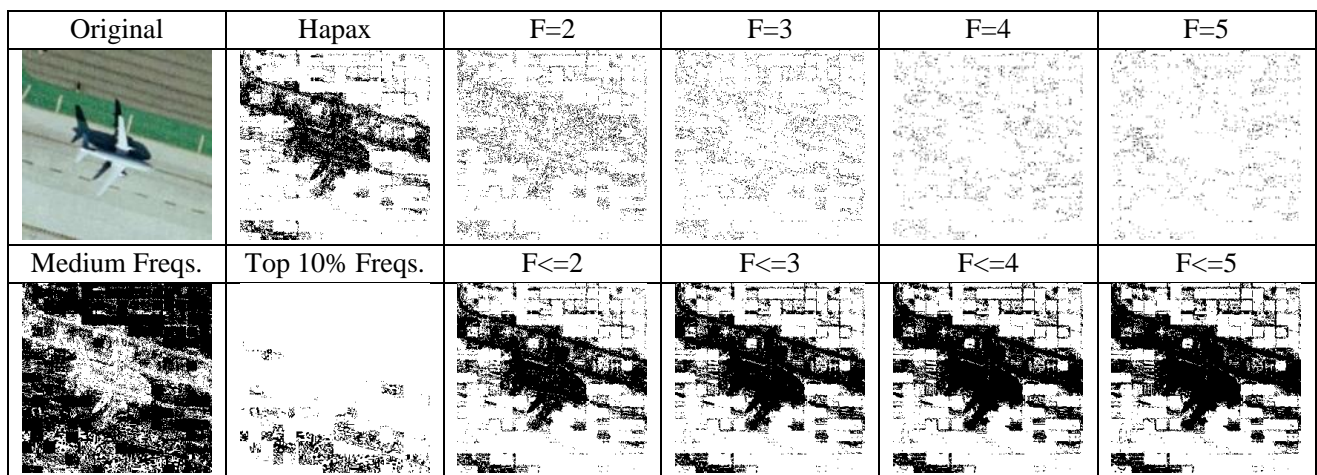 Original Hapax F=2 F=3 F=4 F=5
Medium Freqs. Top 10% Freqs. F<=2 F<=3 F<=4 F<=5